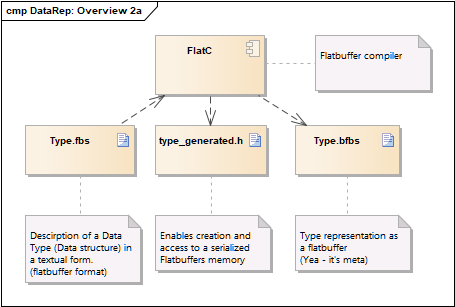 cmp DataRep: Overview 2a
FlatC
Flatbuffer compiler
Type.fbs
type_generated.h
Type.bfbs
Descirption of a Data
Type (Data structure) in
a textual form.
(flatbuffer format)
Enables creation and
access to a serialized
Flatbuffers memory
Type representation as
a flatbuffer
(Yea - it's meta)